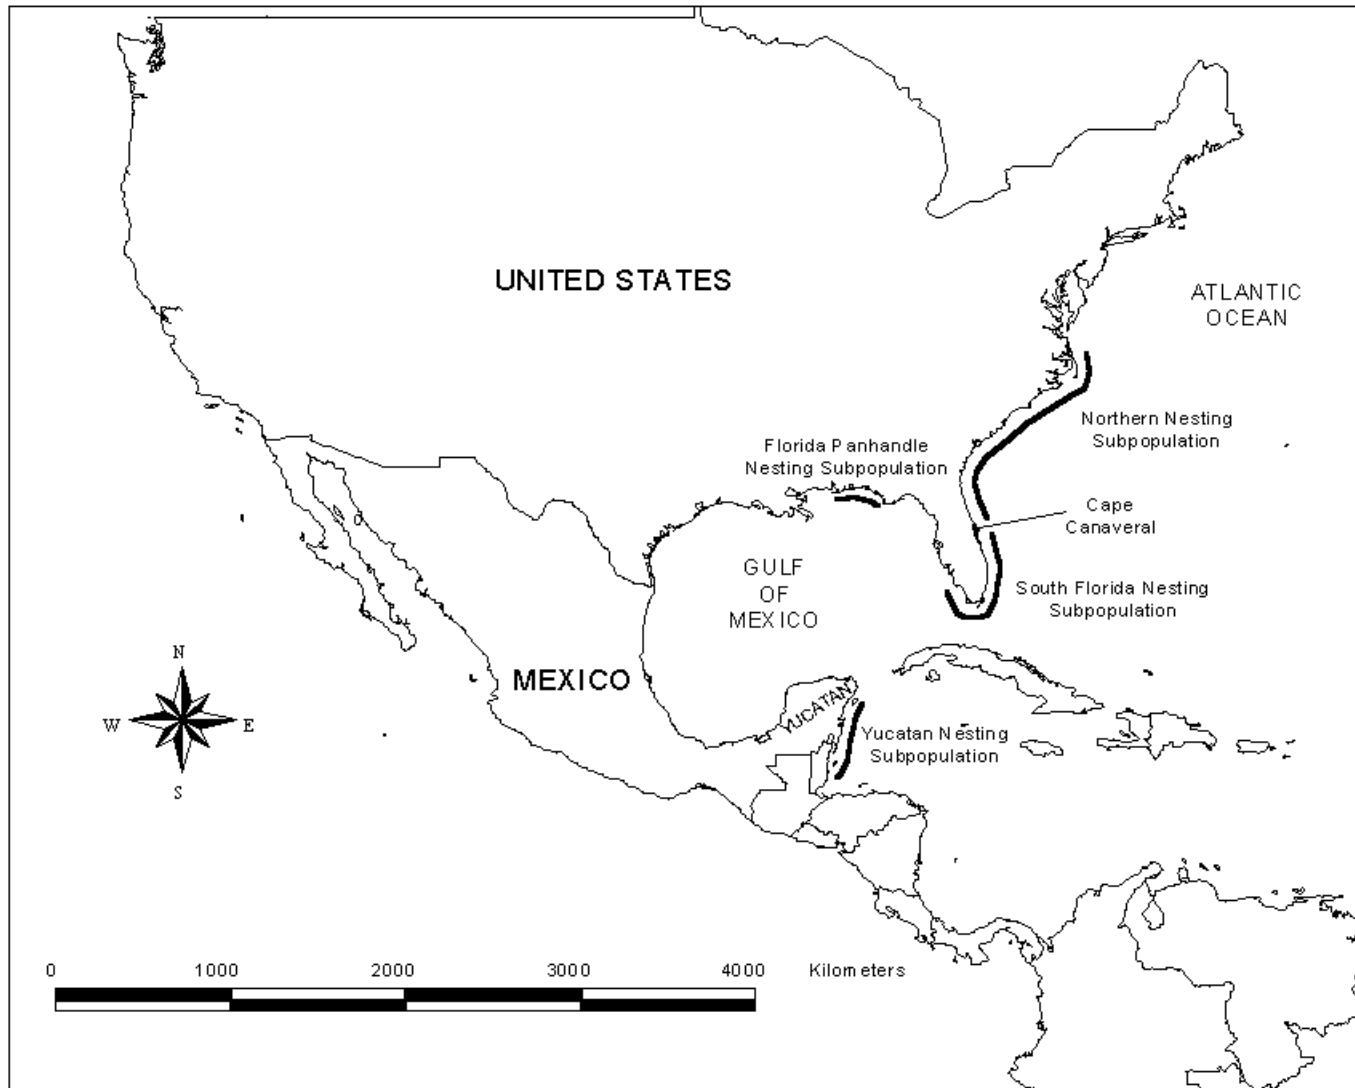 UNITED STATES
ATLANTIC
OCEAN
Northern Nesting
Subpopulation
Florida Panhandle
Nesting Subpopulation
Cape
Canaveral
GULF
OF
MEXICO
South Florida Nesting
Subpopulation
MEXICO
YUCATAN
Yucatan Nesting
Subpopulation
N
W
E
S
0 1000 2000 3000 4000 Kilometers